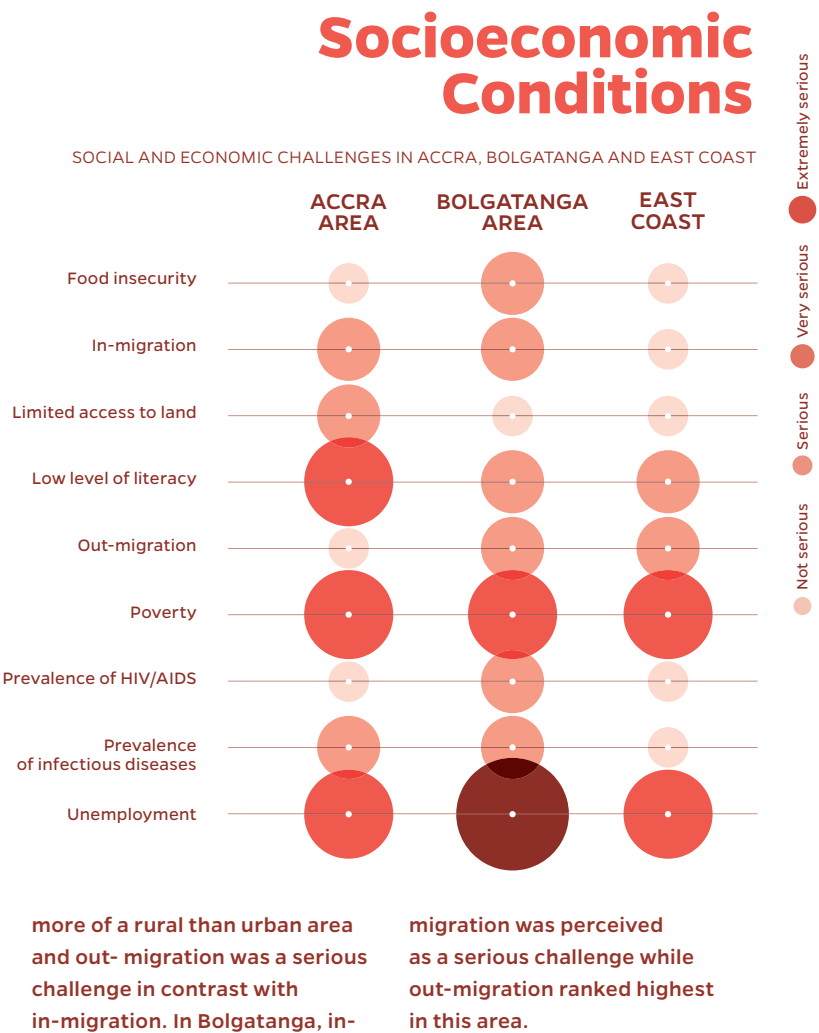 Socioeconomic
Conditions
SOCIAL AND ECONOMIC CHALLENGES IN ACCRA, BOLGATANGA AND EAST COAST
ACCRA
AREA
BOLGATANGA
AREA
EAST
COAST
Food insecurity
In-migration
Limited access to land
Low level of literacy
Out-migration
Poverty
Prevalence of HIV/AIDS
Prevalence
of infectious diseases
Unemployment
Extremely serious
Very serious
Serious
Not serious
more of a rural than urban area
and out- migration was a serious
challenge in contrast with
in-migration. In Bolgatanga, in-
migration was perceived
as a serious challenge while
out-migration ranked highest
in this area.